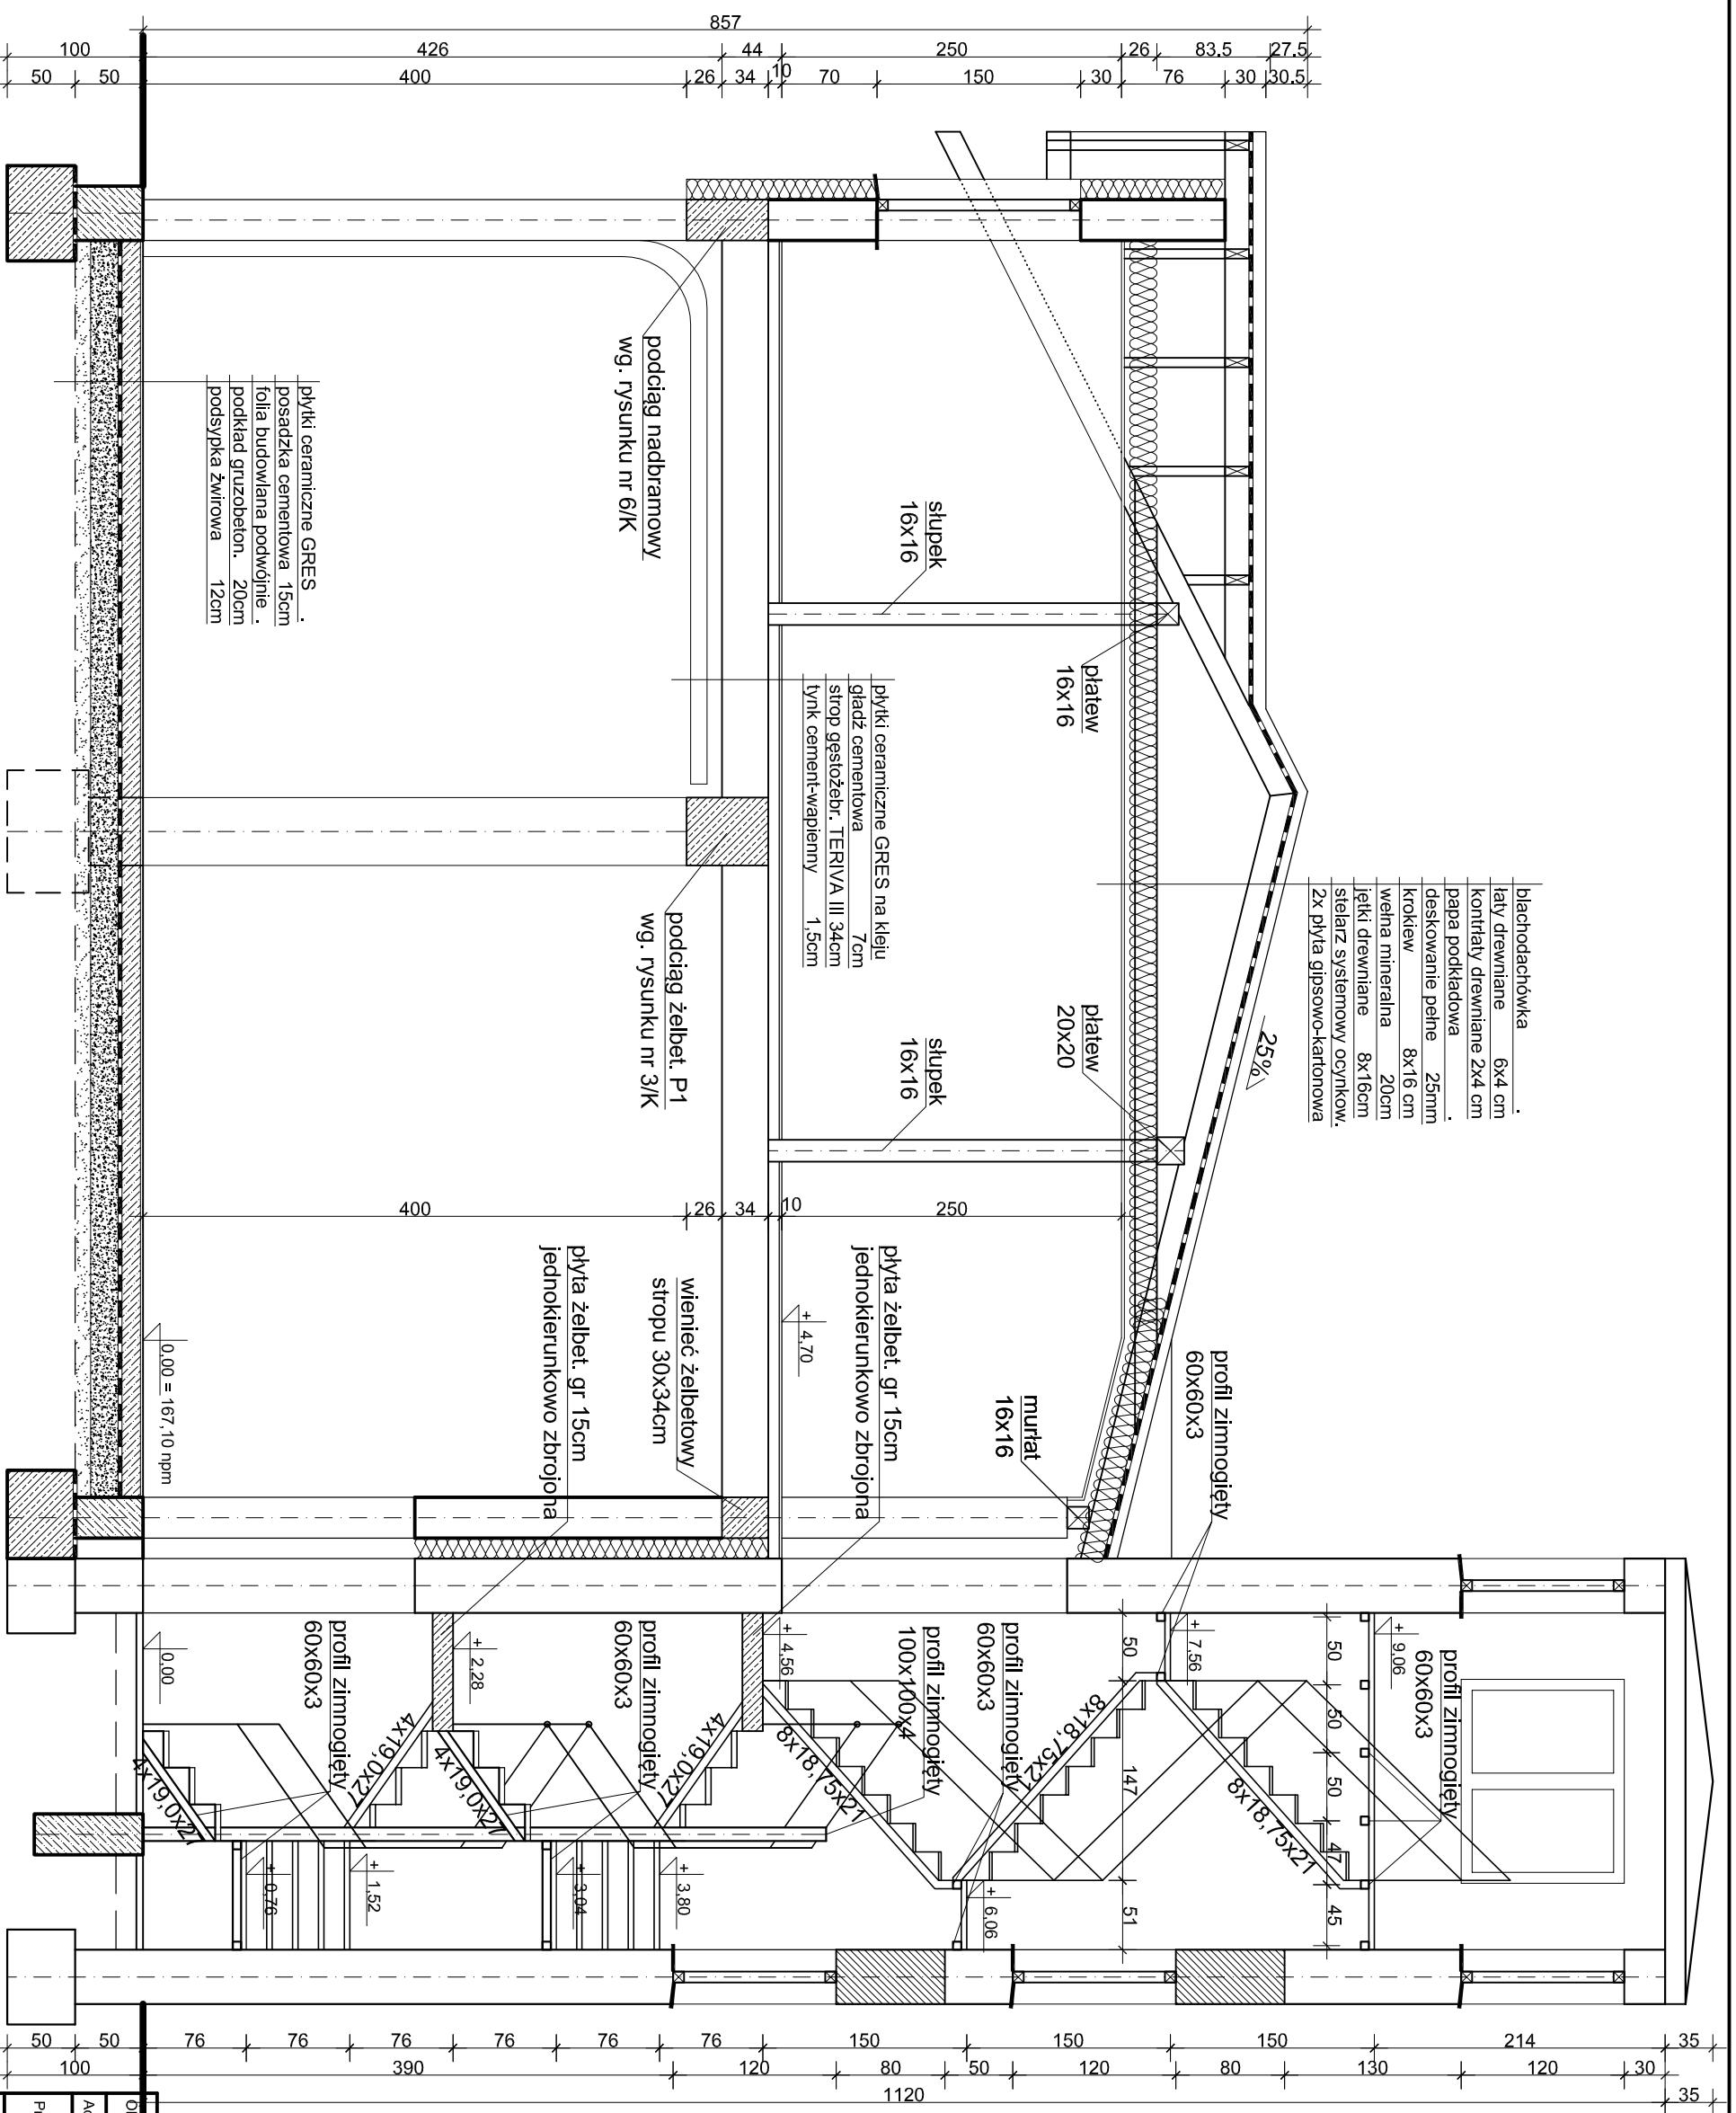 857
100
426
44
250
26
83.5
27.5
50
50
400
26
34
10
70
150
30
76
30
30.5
blachodachówka .
łaty drewniane 6x4 cm
kontrłaty drewniane 2x4 cm
papa podkładowa .
deskowanie pełne 25mm
krokiew 8x16 cm
wełna mineralna 20cm
jętki drewniane 8x16cm
stelarz systemowy ocynkow.
2x płyta gipsowo-kartonowa
25%
płatew
16x16
płatew
20x20
słupek
16x16
słupek
16x16
płytki ceramiczne GRES na kleju
gładź cementowa 7cm
strop gęstożebr. TERIVA III 34cm
tynk cement-wapienny 1,5cm
podciąg nadbramowy
wg. rysunku nr 6/K
podciąg żelbet. P1
wg. rysunku nr 3/K
płytki ceramiczne GRES .
posadzka cementowa 15cm
folia budowlana podwójnie .
podkład gruzobeton. 20cm
podsypka żwirowa 12cm
400
26
34
10
250
+ 4,70
0,00 = 167,10 npm
płyta żelbet. gr 15cm
jednokierunkowo zbrojona
wienieć żelbetowy
stropu 30x34cm
płyta żelbet. gr 15cm
jednokierunkowo zbrojona
murłat
16x16
profil zimnogięty
60x60x3
profil zimnogięty
60x60x3
+ 9,06
+ 7,56
50
50
50
47
45
50
147
51
profil zimnogięty
60x60x3
profil zimnogięty
100x100x4
+ 4,56
profil zimnogięty
60x60x3
+ 2,28
profil zimnogięty
60x60x3
0,00
8x18,75x21
8x18,75x21
8x18,75x21
4x19,0x27
4x19,0x27
4x19,0x27
4x19,0x27
+ 6,06
+ 3,80
+ 3,04
+ 1,52
+ 0,76
50
50
76
76
76
76
76
76
150
150
150
214
35
100
390
120
80
50
120
80
130
120
30
1120
35